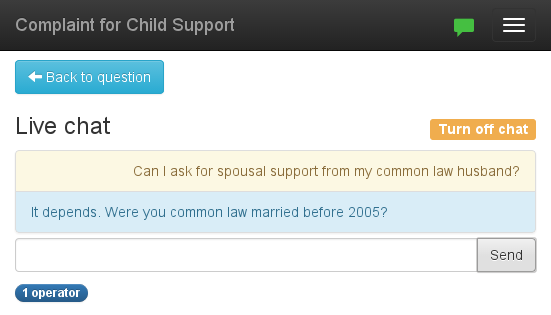 Complaint for Child Support
Back to question
Live chat
Turn off chat
Can I ask for spousal support from my common law husband?
It depends. Were you common law married before 2005?
Send
1 operator